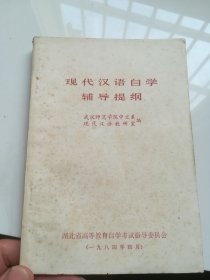 现代汉语自学
辅导提纲
武汉师范学院中文系
现代汉语教研室 编
湖北省高等教育自学考试指导委员会
(一九八四年四月)